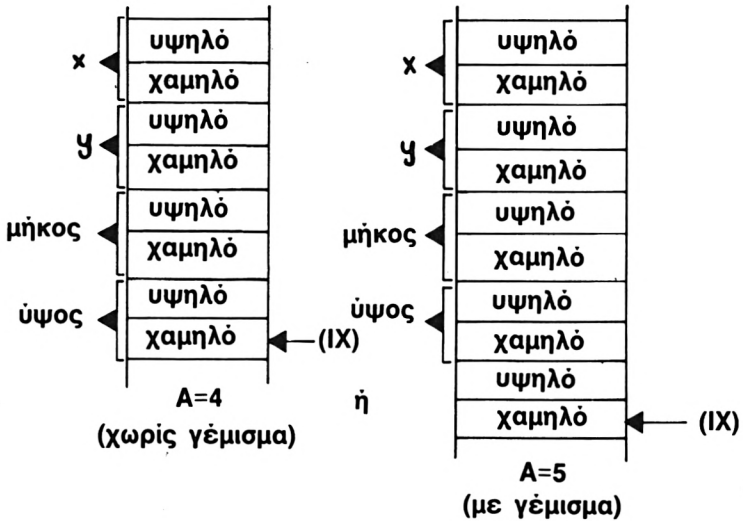 x
υψηλό
χαμηλό
y
υψηλό
χαμηλό
μήκος
υψηλό
χαμηλό
ύψος
υψηλό
χαμηλό
(IX)
A=4
(χωρίς γέμισμα)
ή
x
υψηλό
χαμηλό
y
υψηλό
χαμηλό
μήκος
υψηλό
χαμηλό
ύψος
υψηλό
χαμηλό
υψηλό
χαμηλό
(IX)
A=5
(με γέμισμα)